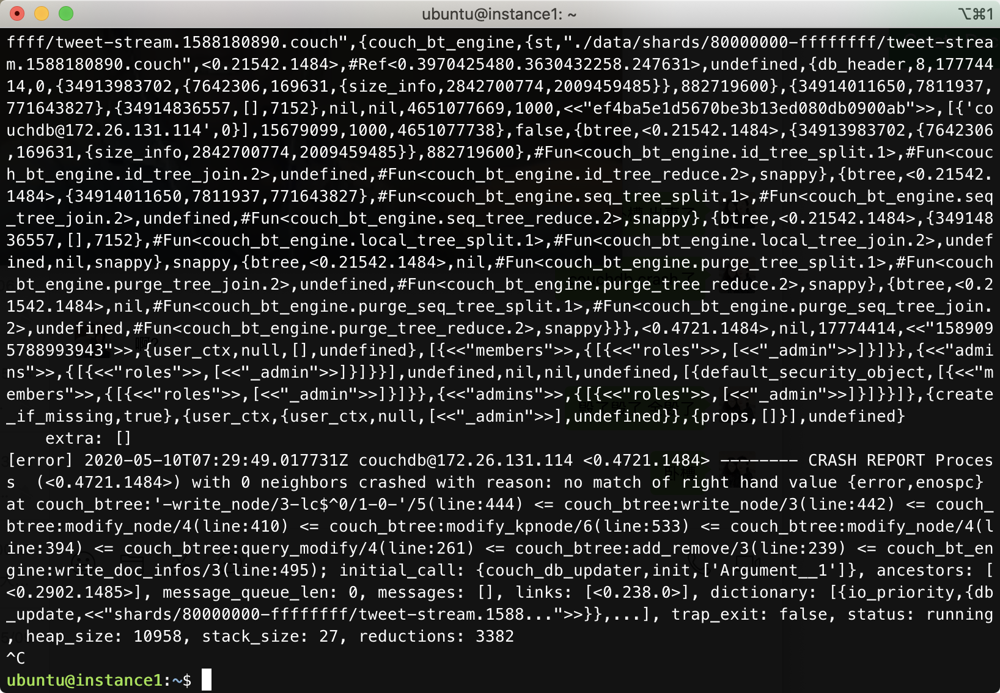 ubuntu@instance1: ~
⌥⌘1
ffff/tweet-stream.1588180890.couch",{couch_bt_engine,{st,"./data/shards/80000000-ffffffff/tweet-strea
m.1588180890.couch",<0.21542.1484>,#Ref<0.3970425480.3630432258.247631>,undefined,{db_header,8,177744
14,0,{34913983702,{7642306,169631,{size_info,2842700774,2009459485}},882719600},{34914011650,7811937,
771643827},{34914836557,[],7152},nil,nil,4651077669,1000,<<"ef4ba5e1d5670be3b13ed080db0900ab">>,[{'co
uchdb@172.26.131.114',0}],15679099,1000,4651077738},false,{btree,<0.21542.1484>,{34913983702,{7642306
,169631,{size_info,2842700774,2009459485}},882719600},#Fun<couch_bt_engine.id_tree_split.1>,#Fun<couc
h_bt_engine.id_tree_join.2>,undefined,#Fun<couch_bt_engine.id_tree_reduce.2>,snappy},{btree,<0.21542.
1484>,{34914011650,7811937,771643827},#Fun<couch_bt_engine.seq_tree_split.1>,#Fun<couch_bt_engine.seq
_tree_join.2>,undefined,#Fun<couch_bt_engine.seq_tree_reduce.2>,snappy},{btree,<0.21542.1484>,{349148
36557,[],7152},#Fun<couch_bt_engine.local_tree_split.1>,#Fun<couch_bt_engine.local_tree_join.2>,undef
ined,nil,snappy},snappy,{btree,<0.21542.1484>,nil,#Fun<couch_bt_engine.purge_tree_split.1>,#Fun<couch
_bt_engine.purge_tree_join.2>,undefined,#Fun<couch_bt_engine.purge_tree_reduce.2>,snappy},{btree,<0.2
1542.1484>,nil,#Fun<couch_bt_engine.purge_seq_tree_split.1>,#Fun<couch_bt_engine.purge_seq_tree_join.
2>,undefined,#Fun<couch_bt_engine.purge_tree_reduce.2>,snappy}}},<0.4721.1484>,nil,17774414,<<"158909
5788993943">>,{user_ctx,null,[],undefined},[{<<"members">>,{[{<<"roles">>,[<<"_admin">>]}]}},{<<"admi
ns">>,{[{<<"roles">>,[<<"_admin">>]}]}}],undefined,nil,nil,undefined,[{default_security_object,[{<<"m
embers">>,{[{<<"roles">>,[<<"_admin">>]}]}},{<<"admins">>,{[{<<"roles">>,[<<"_admin">>]}]}}]},{create
_if_missing,true},{user_ctx,{user_ctx,null,[<<"_admin">>],undefined}},{props,[]}],undefined}
    extra: []
[error] 2020-05-10T07:29:49.017731Z couchdb@172.26.131.114 <0.4721.1484> -------- CRASH REPORT Proces
s  (<0.4721.1484>) with 0 neighbors crashed with reason: no match of right hand value {error,enospc}
at couch_btree:'-write_node/3-lc$^0/1-0-'/5(line:444) <= couch_btree:write_node/3(line:442) <= couch_
btree:modify_node/4(line:410) <= couch_btree:modify_kpnode/6(line:533) <= couch_btree:modify_node/4(l
ine:394) <= couch_btree:query_modify/4(line:261) <= couch_btree:add_remove/3(line:239) <= couch_bt_en
gine:write_doc_infos/3(line:495); initial_call: {couch_db_updater,init,['Argument__1']}, ancestors: [
<0.2902.1485>], message_queue_len: 0, messages: [], links: [<0.238.0>], dictionary: [{io_priority,{db
_update,<<"shards/80000000-ffffffff/tweet-stream.1588...">>}},...], trap_exit: false, status: running
, heap_size: 10958, stack_size: 27, reductions: 3382
^C
ubuntu@instance1:~$